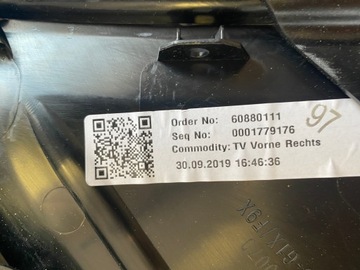 Order No: 60880111
Seq No: 0001779176
Commodity: TV Vorne Rechts
30.09.2019 16:46:36
97